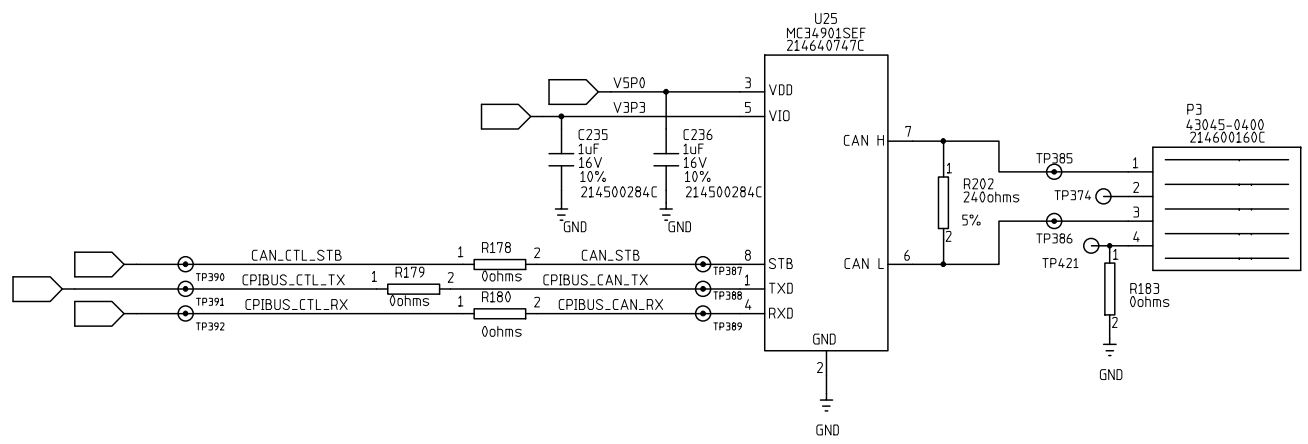 U25
MC34901SEF
214640747C
V5P0
3
VDD
V3P3
5
VIO
C235
1uF
16V
10%
214500284C
GND
C236
1uF
16V
10%
214500284C
GND
7
CAN H
1
R202
240ohms
5%
2
6
CAN L
P3
43045-0400
214600160C
TP385
1
TP374
2
TP386
3
TP421
4
1
R183
0ohms
2
GND
CAN_CTL_STB
TP390
1
R178
2
0ohms
CAN_STB
TP387
8
STB
CPIBUS_CTL_TX
TP391
1
R179
2
0ohms
CPIBUS_CAN_TX
TP388
1
TXD
CPIBUS_CTL_RX
TP392
1
R180
2
0ohms
CPIBUS_CAN_RX
TP389
4
RXD
GND
2
GND